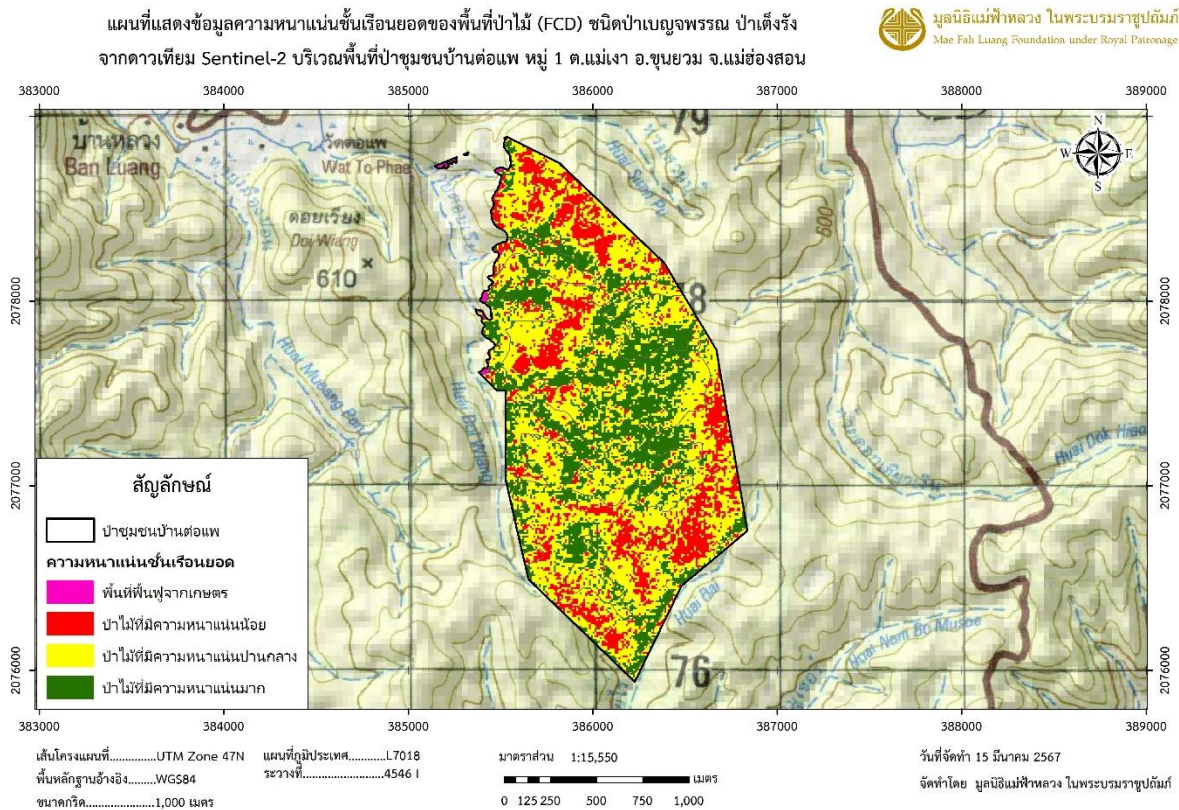 แผนที่แสดงข้อมูลความหนาแน่นชั้นเรือนยอดของพื้นที่ป่าไม้ (FCD) ชนิดป่าเบญจพรรณ ป่าเต็งรัง
จากดาวเทียม Sentinel-2 บริเวณพื้นที่ป่าชุมชนบ้านต่อแพ หมู่ 1 ต.แม่เงา อ.ขุนยวม จ.แม่ฮ่องสอน
มูลนิธิแม่ฟ้าหลวง ในพระบรมราชูปถัมภ์
Mae Fah Luang Foundation under Royal Patronage
383000 384000 385000 386000 387000 388000 389000
79
บ้านหลวง
Ban Luang
วัดต่อแพ
Wat To Phae
N
W E
S
Huai
ดอยเวียง
Doi Wiang
610
600
2078000
8
2078000
Huai Mueang Pan
Huai Bo Miang
Huai Dok
2077000
2077000
Huai Bai
Huai Nam Bo Musoe
76
2076000
2076000
สัญลักษณ์
ป่าชุมชนบ้านต่อแพ
ความหนาแน่นชั้นเรือนยอด
พื้นที่ฟื้นฟูจากเกษตร
ป่าไม้ที่มีความหนาแน่นน้อย
ป่าไม้ที่มีความหนาแน่นปานกลาง
ป่าไม้ที่มีความหนาแน่นมาก
383000 384000 385000 386000 387000 388000 389000
เส้นโครงแผนที่..............UTM Zone 47N
พื้นหลักฐานอ้างอิง.........WGS84
ขนาดกริด.....................1,000 เมตร
แผนที่ภูมิประเทศ.........L7018
ระวางที่....................4546 I
มาตราส่วน 1:15,550
เมตร
0 125 250 500 750 1,000
วันที่จัดทำ 15 มีนาคม 2567
จัดทำโดย มูลนิธิแม่ฟ้าหลวง ในพระบรมราชูปถัมภ์